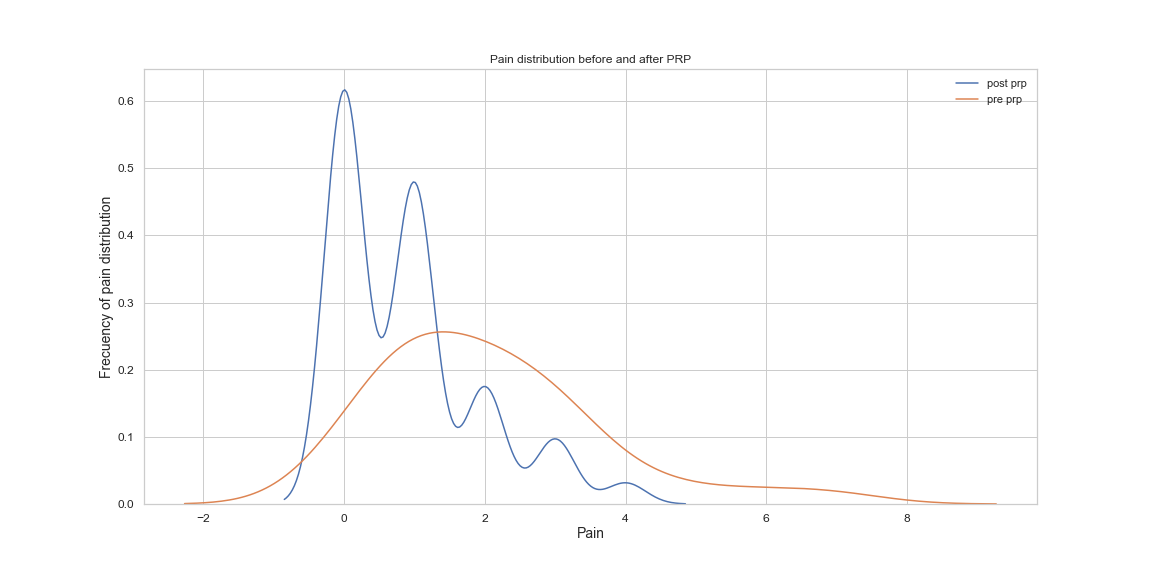 Pain distribution before and after PRP
post prp
pre prp
Frecuency of pain distribution
0.6
0.5
0.4
0.3
0.2
0.1
0.0
−2 0 2 4 6 8
Pain